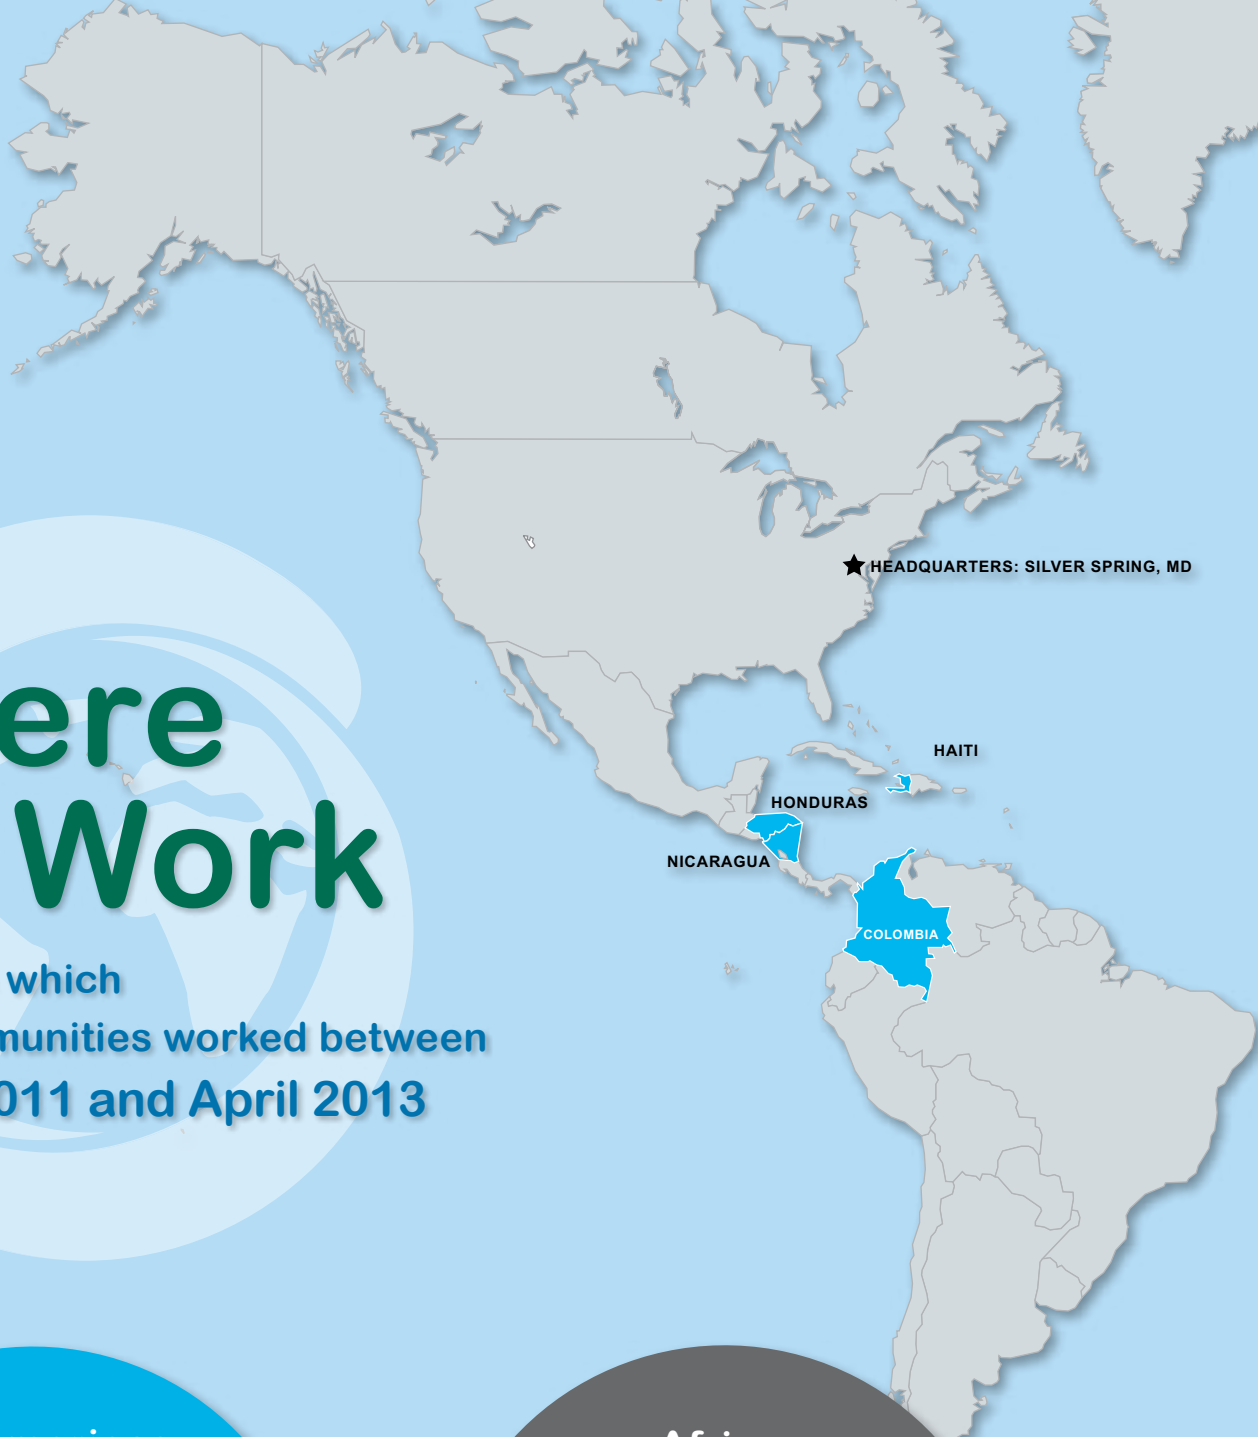 HEADQUARTERS: SILVER SPRING, MD
ere
Work
HAITI
HONDURAS
NICARAGUA
COLOMBIA
which
munities worked between
011 and April 2013